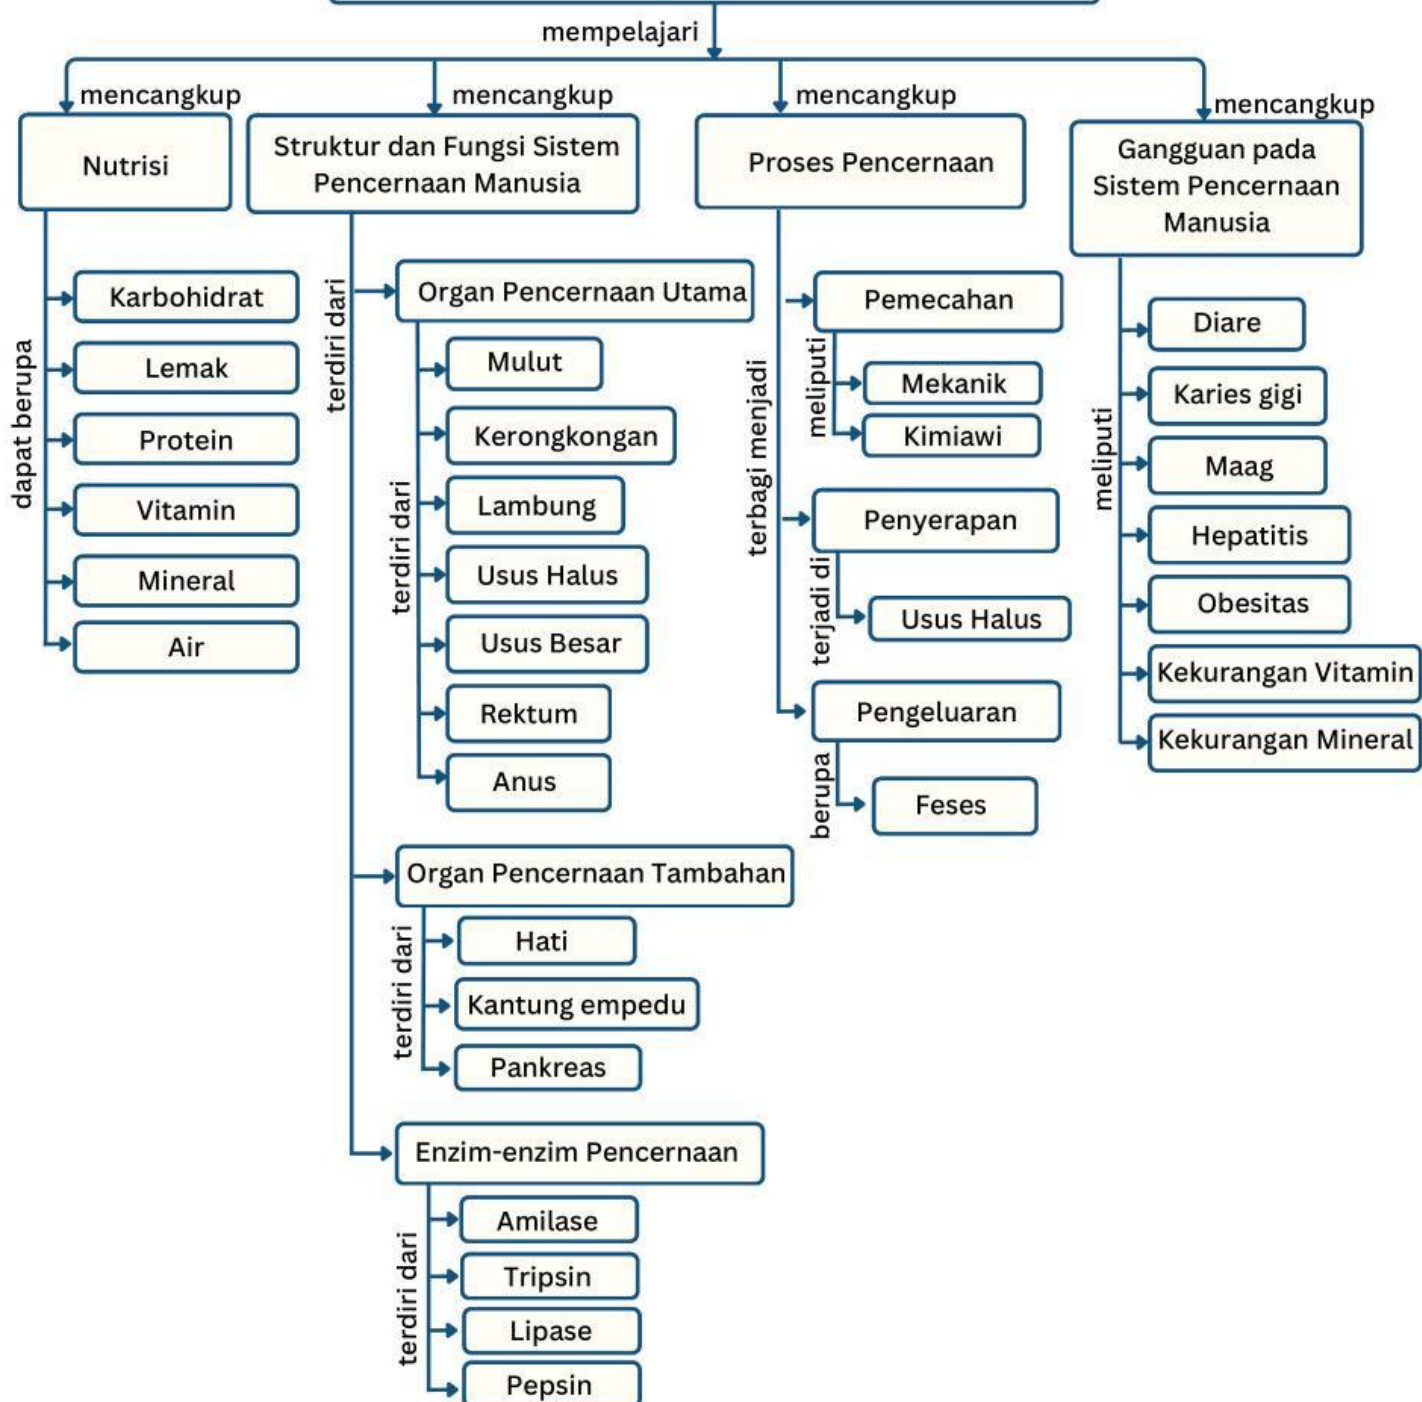 mempelajari
mencangkup
mencangkup
mencangkup
mencangkup
Nutrisi
dapat berupa
Karbohidrat
Lemak
Protein
Vitamin
Mineral
Air
Struktur dan Fungsi Sistem
Pencernaan Manusia
terdiri dari
Organ Pencernaan Utama
terdiri dari
Mulut
Kerongkongan
Lambung
Usus Halus
Usus Besar
Rektum
Anus
Organ Pencernaan Tambahan
terdiri dari
Hati
Kantung empedu
Pankreas
Enzim-enzim Pencernaan
terdiri dari
Amilase
Tripsin
Lipase
Pepsin
Proses Pencernaan
terbagi menjadi
Pemecahan
meliputi
Mekanik
Kimiawi
Penyerapan
terjadi di
Usus Halus
Pengeluaran
berupa
Feses
Gangguan pada
Sistem Pencernaan
Manusia
meliputi
Diare
Karies gigi
Maag
Hepatitis
Obesitas
Kekurangan Vitamin
Kekurangan Mineral